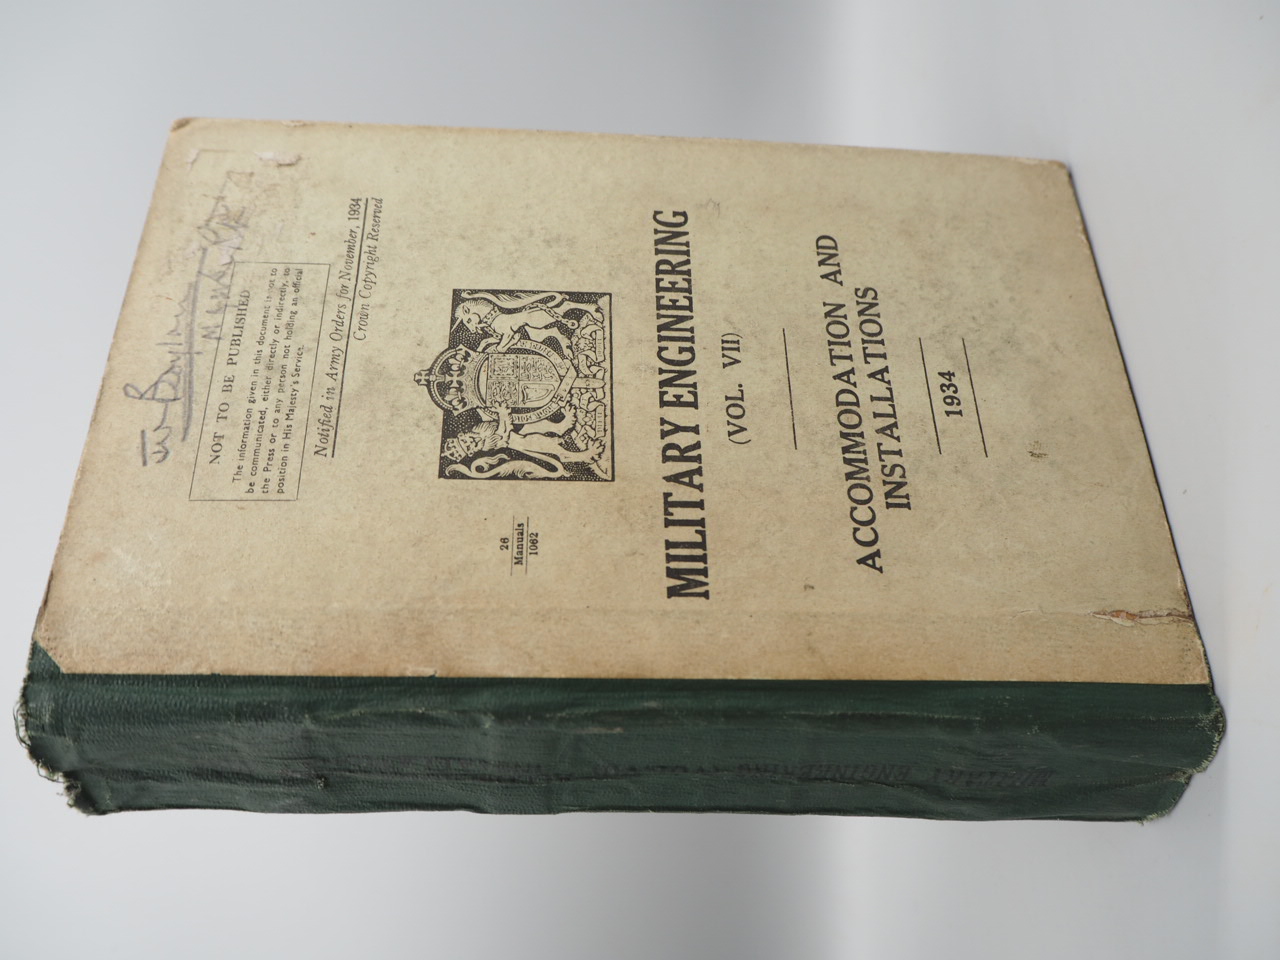 NOT TO BE PUBLISHED
The information given in this document is not to
be communicated, either directly or indirectly, to
the Press or to any person not holding an official
position in His Majesty's Service.
Notified in Army Orders for November, 1934
Crown Copyright Reserved
26
Manuals
1062
MILITARY ENGINEERING
(VOL. VII)
ACCOMMODATION AND
INSTALLATIONS
1934
MILITARY ENGINEERING